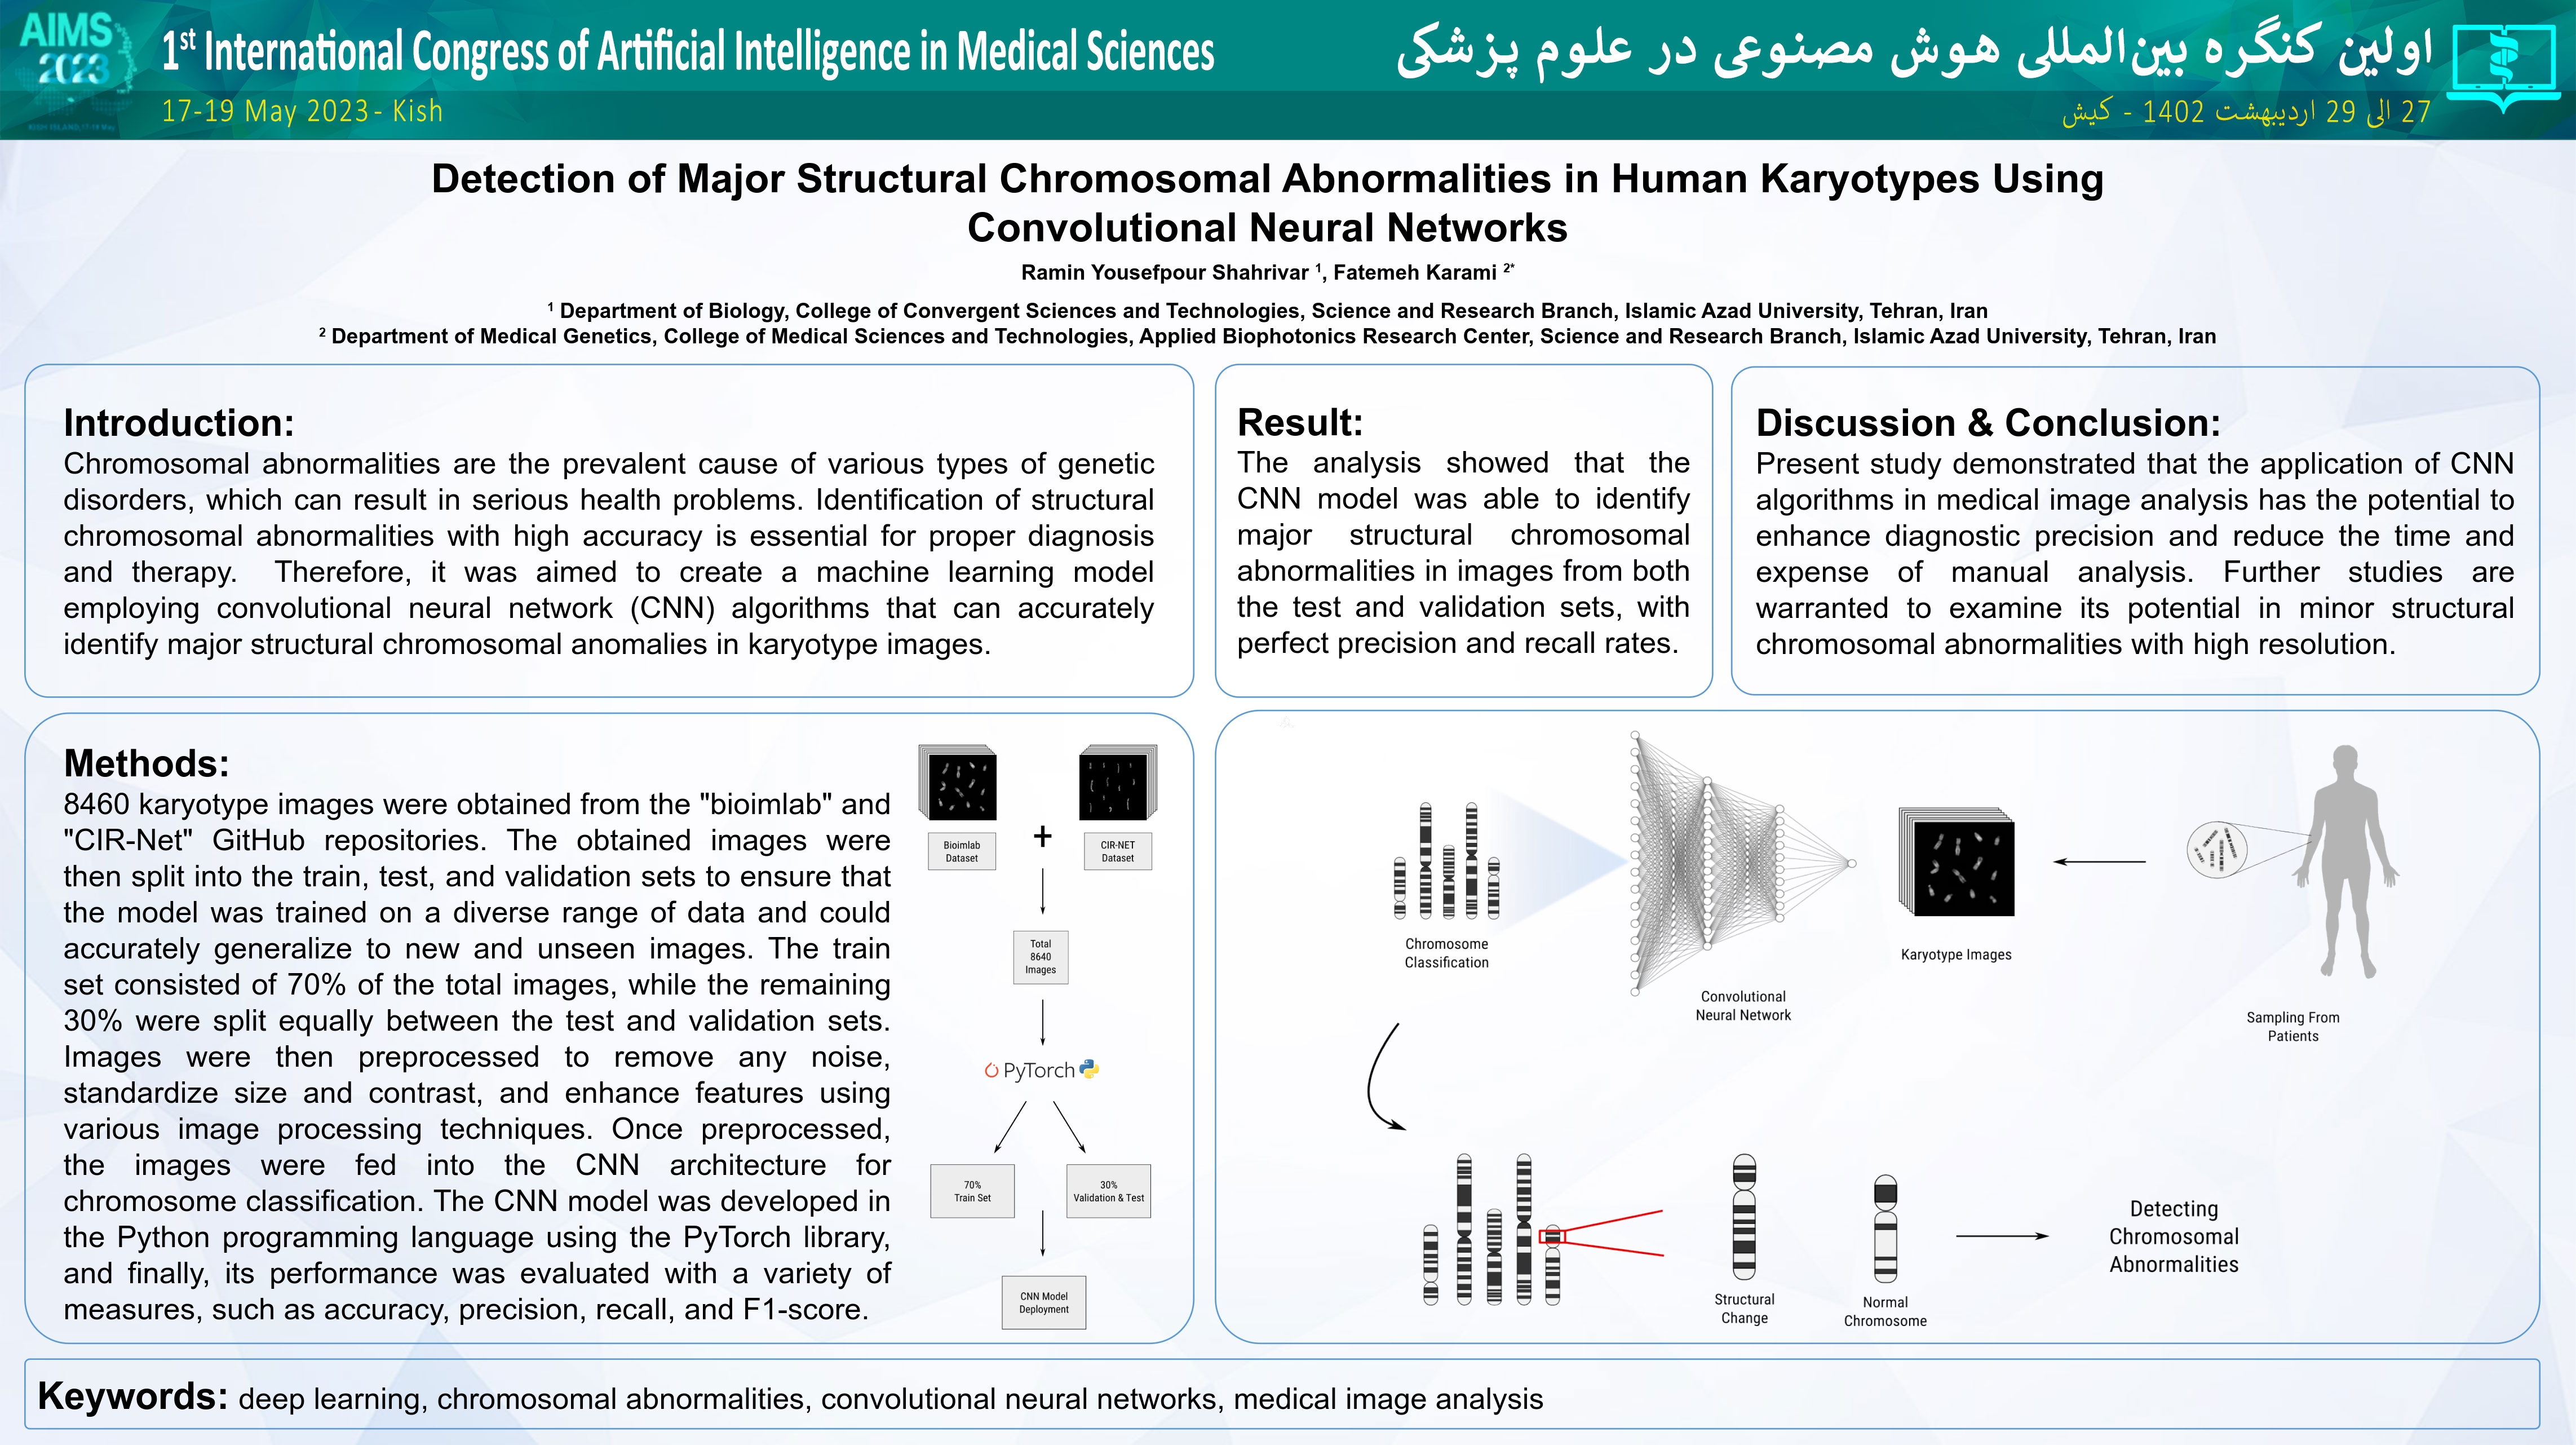 AIMS
2023
KISH ISLAND, 17-19 May
1st International Congress of Artificial Intelligence in Medical Sciences
17-19 May 2023 - Kish
اولین کنگره بین‌المللی هوش مصنوعی در علوم پزشکی
27 الی 29 اردیبهشت 1402 - کیش
Detection of Major Structural Chromosomal Abnormalities in Human Karyotypes Using
Convolutional Neural Networks
Ramin Yousefpour Shahrivar 1, Fatemeh Karami 2*
1 Department of Biology, College of Convergent Sciences and Technologies, Science and Research Branch, Islamic Azad University, Tehran, Iran
2 Department of Medical Genetics, College of Medical Sciences and Technologies, Applied Biophotonics Research Center, Science and Research Branch, Islamic Azad University, Tehran, Iran
Introduction:
Chromosomal abnormalities are the prevalent cause of various types of genetic
disorders, which can result in serious health problems. Identification of structural
chromosomal abnormalities with high accuracy is essential for proper diagnosis
and therapy. Therefore, it was aimed to create a machine learning model
employing convolutional neural network (CNN) algorithms that can accurately
identify major structural chromosomal anomalies in karyotype images.
Result:
The analysis showed that the
CNN model was able to identify
major structural chromosomal
abnormalities in images from both
the test and validation sets, with
perfect precision and recall rates.
Discussion & Conclusion:
Present study demonstrated that the application of CNN
algorithms in medical image analysis has the potential to
enhance diagnostic precision and reduce the time and
expense of manual analysis. Further studies are
warranted to examine its potential in minor structural
chromosomal abnormalities with high resolution.
Methods:
8460 karyotype images were obtained from the "bioimlab" and
"CIR-Net" GitHub repositories. The obtained images were
then split into the train, test, and validation sets to ensure that
the model was trained on a diverse range of data and could
accurately generalize to new and unseen images. The train
set consisted of 70% of the total images, while the remaining
30% were split equally between the test and validation sets.
Images were then preprocessed to remove any noise,
standardize size and contrast, and enhance features using
various image processing techniques. Once preprocessed,
the images were fed into the CNN architecture for
chromosome classification. The CNN model was developed in
the Python programming language using the PyTorch library,
and finally, its performance was evaluated with a variety of
measures, such as accuracy, precision, recall, and F1-score.
Bioimlab
Dataset
+
CIR-NET
Dataset
Total
8640
Images
PyTorch
70%
Train Set
30%
Validation & Test
CNN Model
Deployment
Chromosome
Classification
Convolutional
Neural Network
Karyotype Images
Sampling From
Patients
Structural
Change
Normal
Chromosome
Detecting
Chromosomal
Abnormalities
Keywords: deep learning, chromosomal abnormalities, convolutional neural networks, medical image analysis